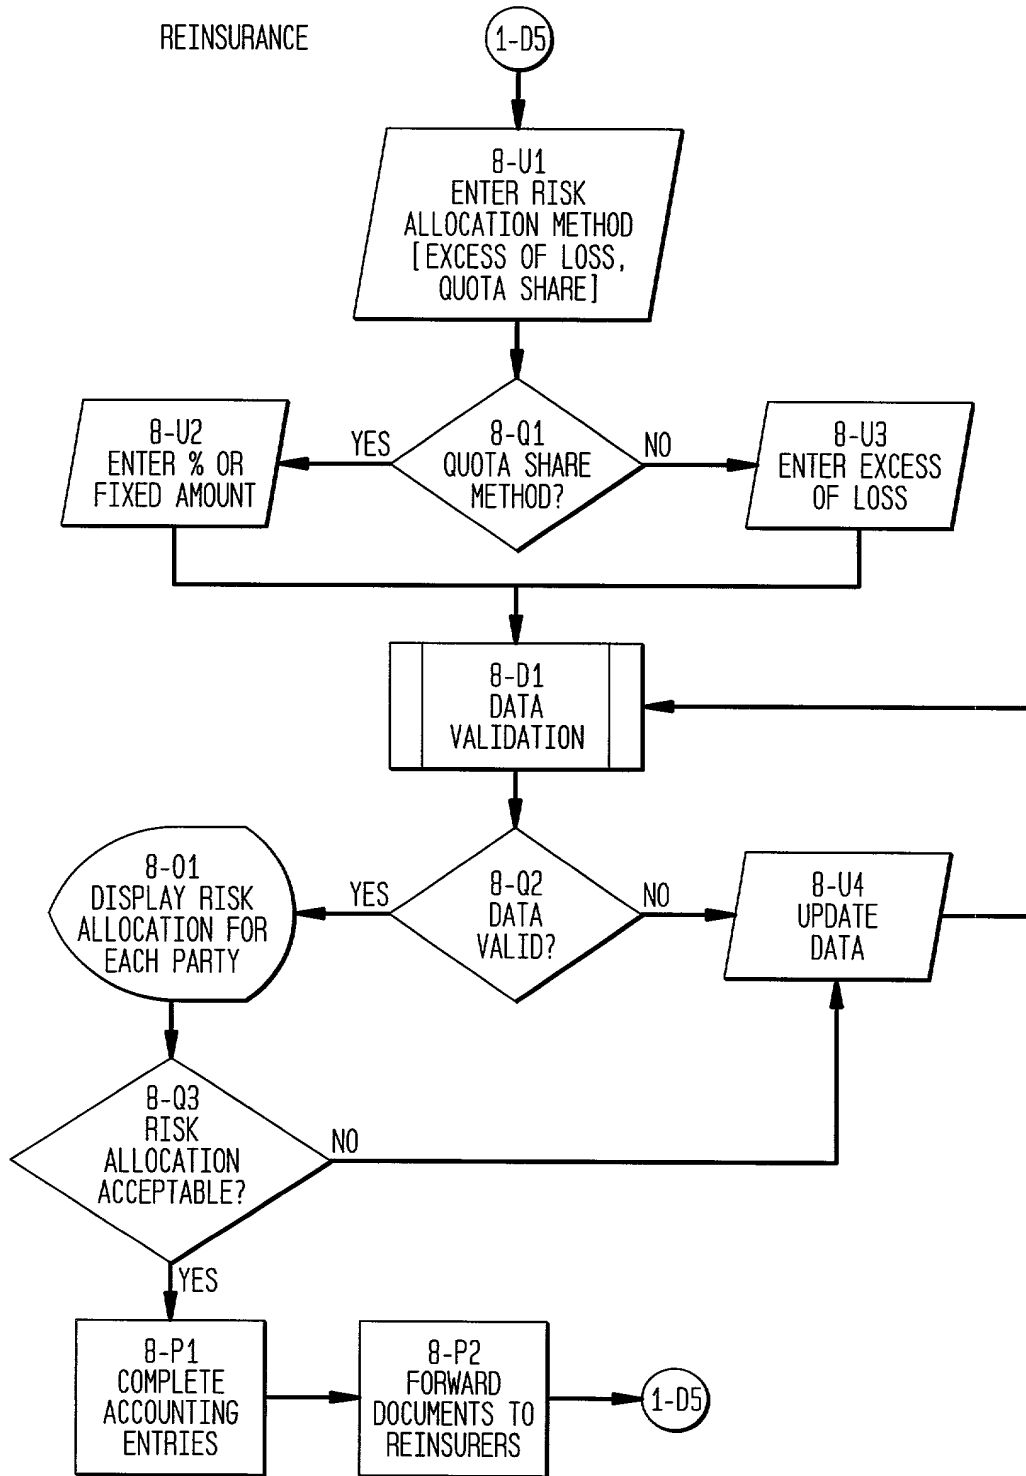 REINSURANCE
1-D5
8-U1
ENTER RISK
ALLOCATION METHOD
[EXCESS OF LOSS,
QUOTA SHARE]
8-U2
ENTER % OR
FIXED AMOUNT
YES
8-Q1
QUOTA SHARE
METHOD?
NO
8-U3
ENTER EXCESS
OF LOSS
8-D1
DATA
VALIDATION
8-O1
DISPLAY RISK
ALLOCATION FOR
EACH PARTY
YES
8-Q2
DATA
VALID?
NO
8-U4
UPDATE
DATA
8-Q3
RISK
ALLOCATION
ACCEPTABLE?
NO
YES
8-P1
COMPLETE
ACCOUNTING
ENTRIES
8-P2
FORWARD
DOCUMENTS TO
REINSURERS
1-D5